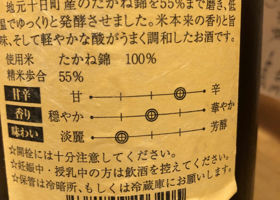 地元十日町産のたかね錦を55%まで磨き、低
温でゆっくりと発酵させました。米本来の香りと旨
味、そして軽やかな酸がうまく調和したお酒です。
使用米 たかね錦 100%
精米歩合 55%
甘辛 甘 辛
香り 穏やか 華やか
味わい 淡麗 芳醇
☆開栓には十分注意してください。
☆妊娠中・授乳中の方は飲酒を控えてください。
☆保管は冷暗所、もしくは冷蔵庫にお願いします。